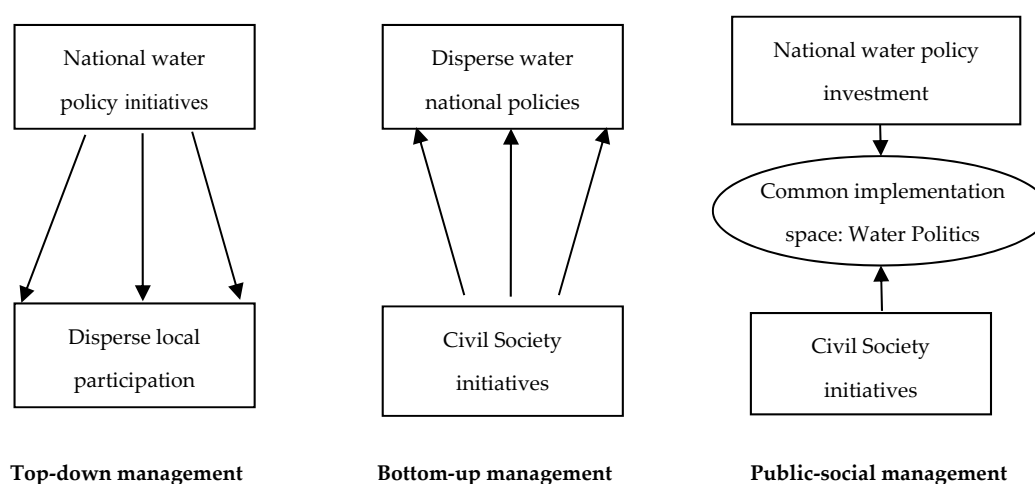 National water
policy initiatives
Disperse local
participation
Top-down management
Disperse water
national policies
Civil Society
initiatives
Bottom-up management
National water policy
investment
Common implementation
space: Water Politics
Civil Society
initiatives
Public-social management